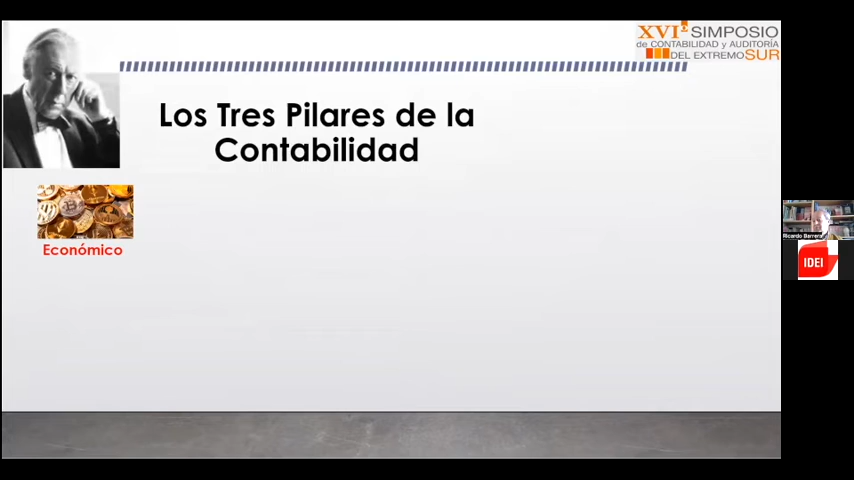 XVI SIMPOSIO
de CONTABILIDAD y AUDITORÍA
DEL EXTREMO SUR
Los Tres Pilares de la
Contabilidad
Económico
Ricardo Barrera
IDEI